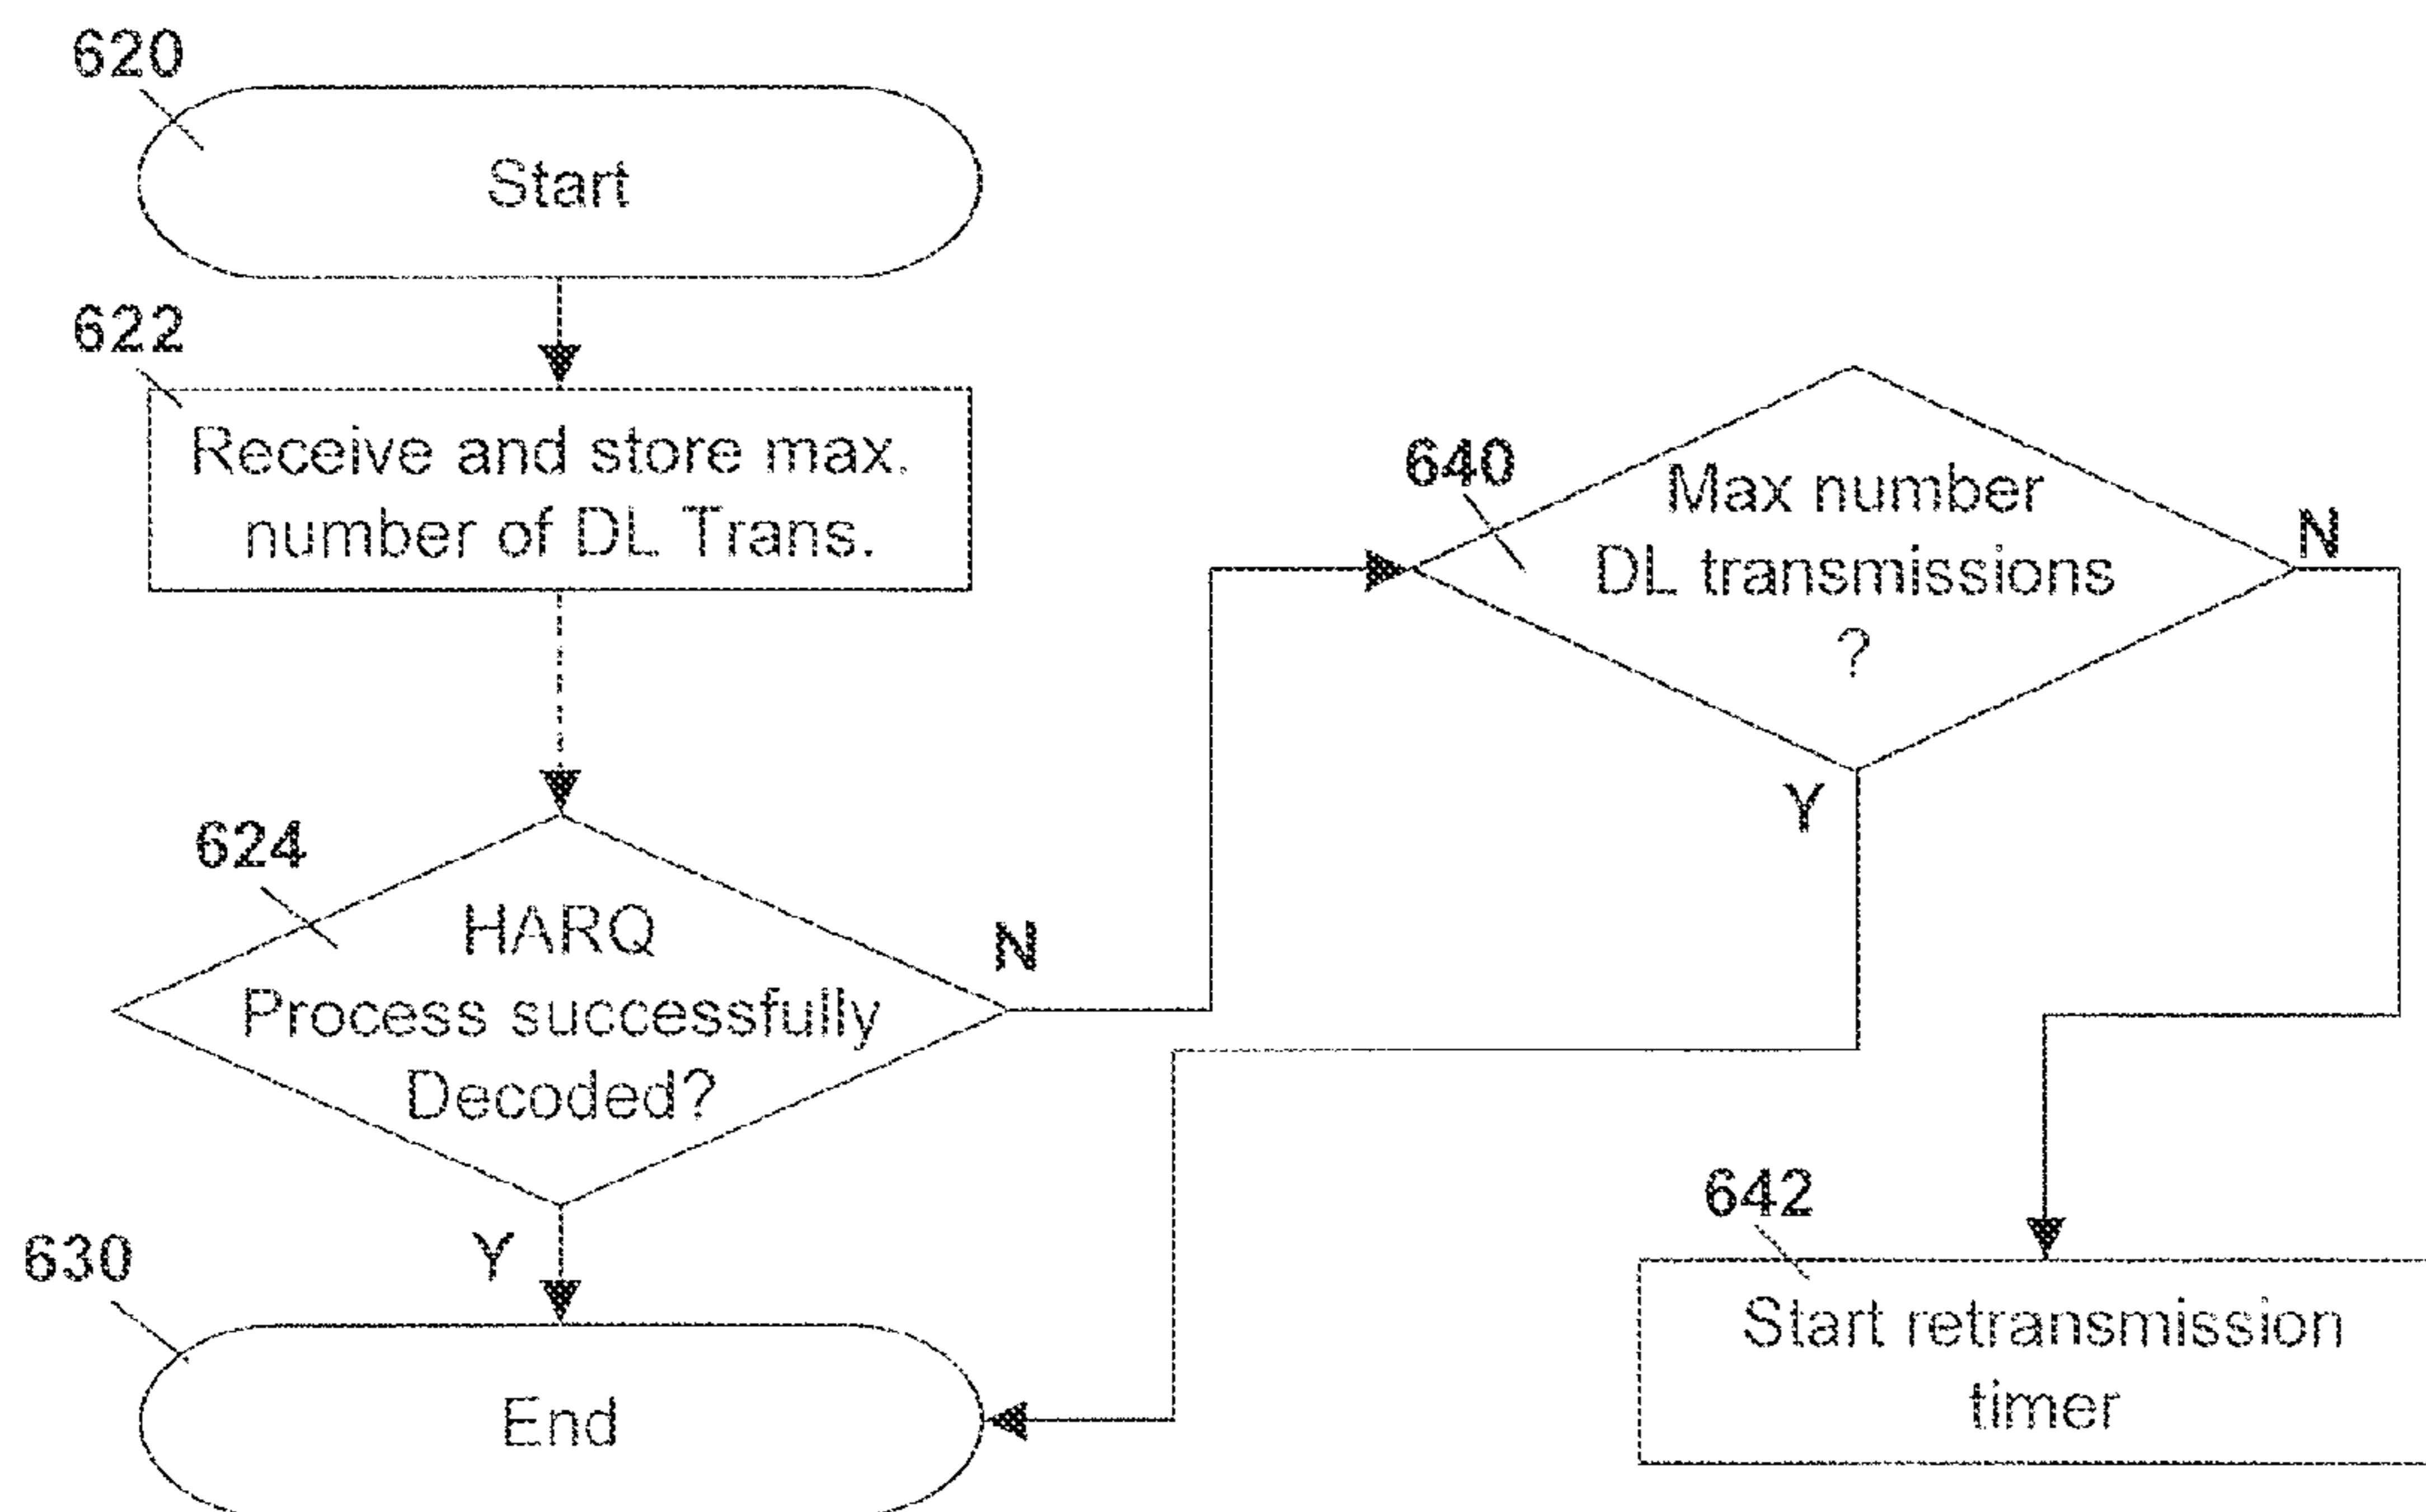 620
Start
622
Receive and store max.
number of DL Trans.
624
HARQ
Process successfully
Decoded?
N
Y
630
End
640
Max number
DL transmissions
?
N
Y
642
Start retransmission
timer